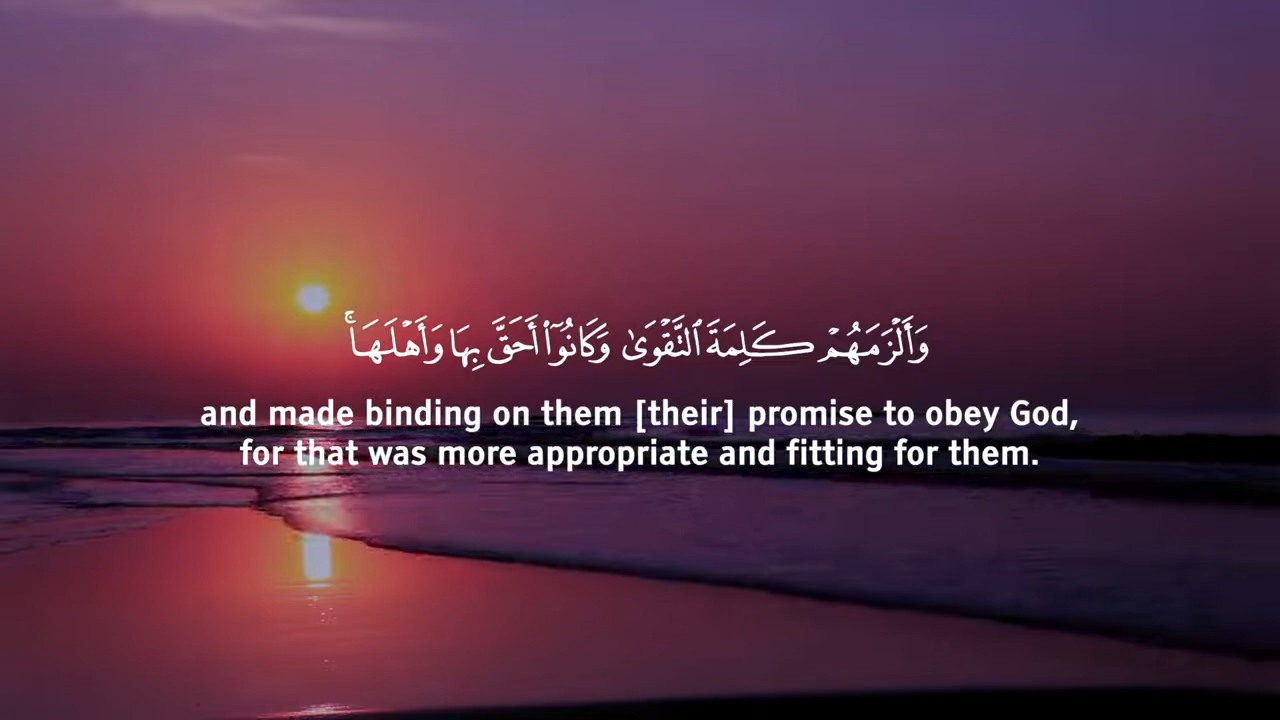 وَأَلْزَمَهُمْ كَلِمَةَ ٱلتَّقْوَىٰ وَكَانُوٓا۟ أَحَقَّ بِهَا وَأَهْلَهَا ۚ
and made binding on them [their] promise to obey God,
for that was more appropriate and fitting for them.